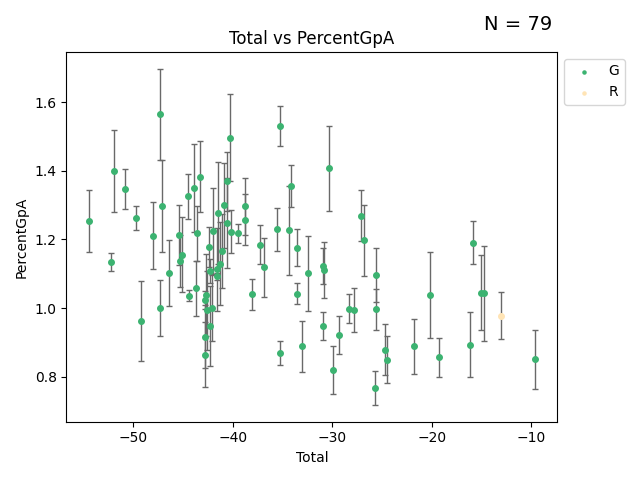 N = 79
Total vs PercentGpA
G
R
PercentGpA
1.6
1.4
1.2
1.0
0.8
−50 −40 −30 −20 −10
Total